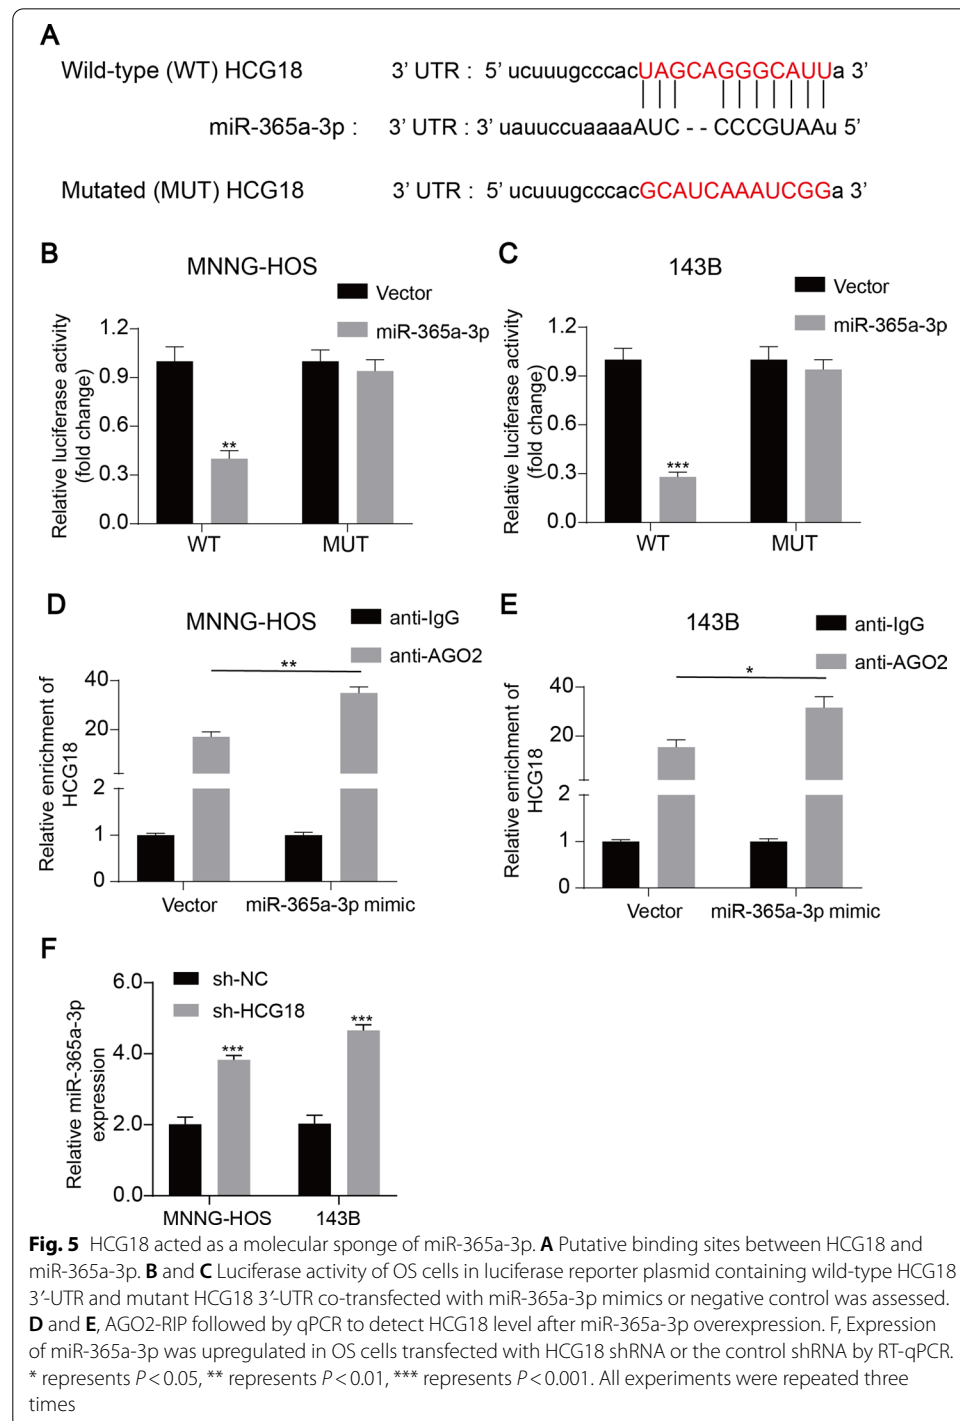 A
Wild-type (WT) HCG18 3’ UTR : 5’ ucuuugcccacUAGCAGGGCAUUa 3’
miR-365a-3p : 3’ UTR : 3’ uauuccuaaaaAUC - - CCCGUAAu 5’
Mutated (MUT) HCG18 3’ UTR : 5’ ucuuugcccacGCAUCAAAUCGGa 3’
B
MNNG-HOS
Vector
miR-365a-3p
Relative luciferase activity
(fold change)
1.2
0.9
0.6
0.3
0.0
**
WT MUT
C
143B
Vector
miR-365a-3p
Relative luciferase activity
(fold change)
1.2
0.9
0.6
0.3
0.0
***
WT MUT
D
MNNG-HOS
anti-IgG
anti-AGO2
Relative enrichment of
HCG18
40
20
2
1
0
**
Vector miR-365a-3p mimic
E
143B
anti-IgG
anti-AGO2
Relative enrichment of
HCG18
40
20
2
1
0
*
Vector miR-365a-3p mimic
F
sh-NC
sh-HCG18
Relative miR-365a-3p
expression
6.0
4.0
2.0
0.0
***
***
MNNG-HOS 143B
Fig. 5 HCG18 acted as a molecular sponge of miR-365a-3p. A Putative binding sites between HCG18 and
miR-365a-3p. B and C Luciferase activity of OS cells in luciferase reporter plasmid containing wild-type HCG18
3′-UTR and mutant HCG18 3′-UTR co-transfected with miR-365a-3p mimics or negative control was assessed.
D and E, AGO2-RIP followed by qPCR to detect HCG18 level after miR-365a-3p overexpression. F, Expression
of miR-365a-3p was upregulated in OS cells transfected with HCG18 shRNA or the control shRNA by RT-qPCR.
* represents P < 0.05, ** represents P < 0.01, *** represents P < 0.001. All experiments were repeated three
times